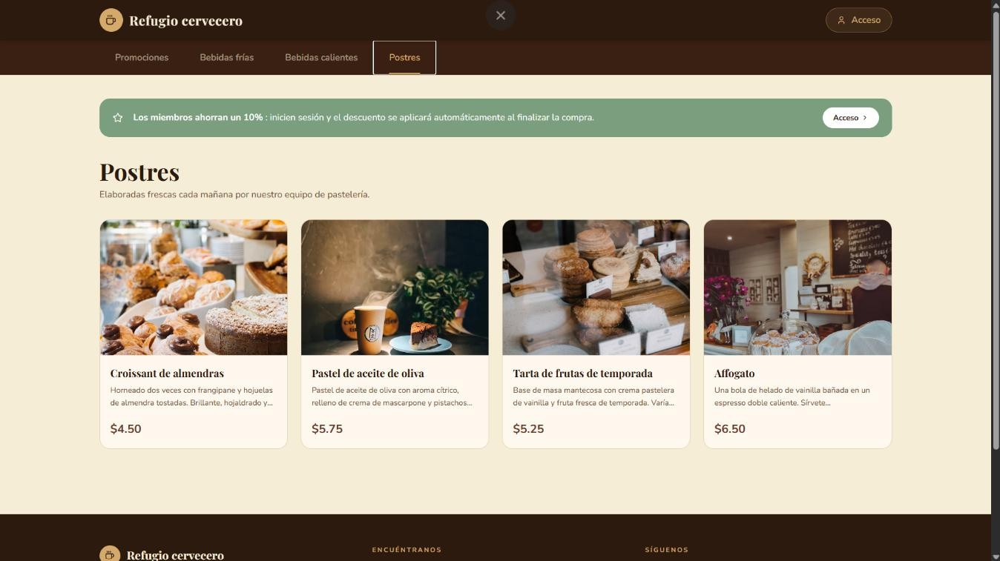 Refugio cervecero
Acceso
Promociones
Bebidas frías
Bebidas calientes
Postres
Los miembros ahorran un 10% : inicien sesión y el descuento se aplicará automáticamente al finalizar la compra.
Acceso
Postres
Elaboradas frescas cada mañana por nuestro equipo de pastelería.
Croissant de almendras
Horneado dos veces con frangipane y hojuelas
de almendra tostadas. Brillante, hojaldrado y...
$4.50
Pastel de aceite de oliva
Pastel de aceite de oliva con aroma cítrico,
relleno de crema de mascarpone y pistachos...
$5.75
Tarta de frutas de temporada
Base de masa mantecosa con crema pastelera
de vainilla y fruta fresca de temporada. Varía...
$5.25
Affogato
Una bola de helado de vainilla bañada en un
espresso doble caliente. Sírvete...
$6.50
Refugio cervecero
ENCUÉNTRANOS
SÍGUENOS